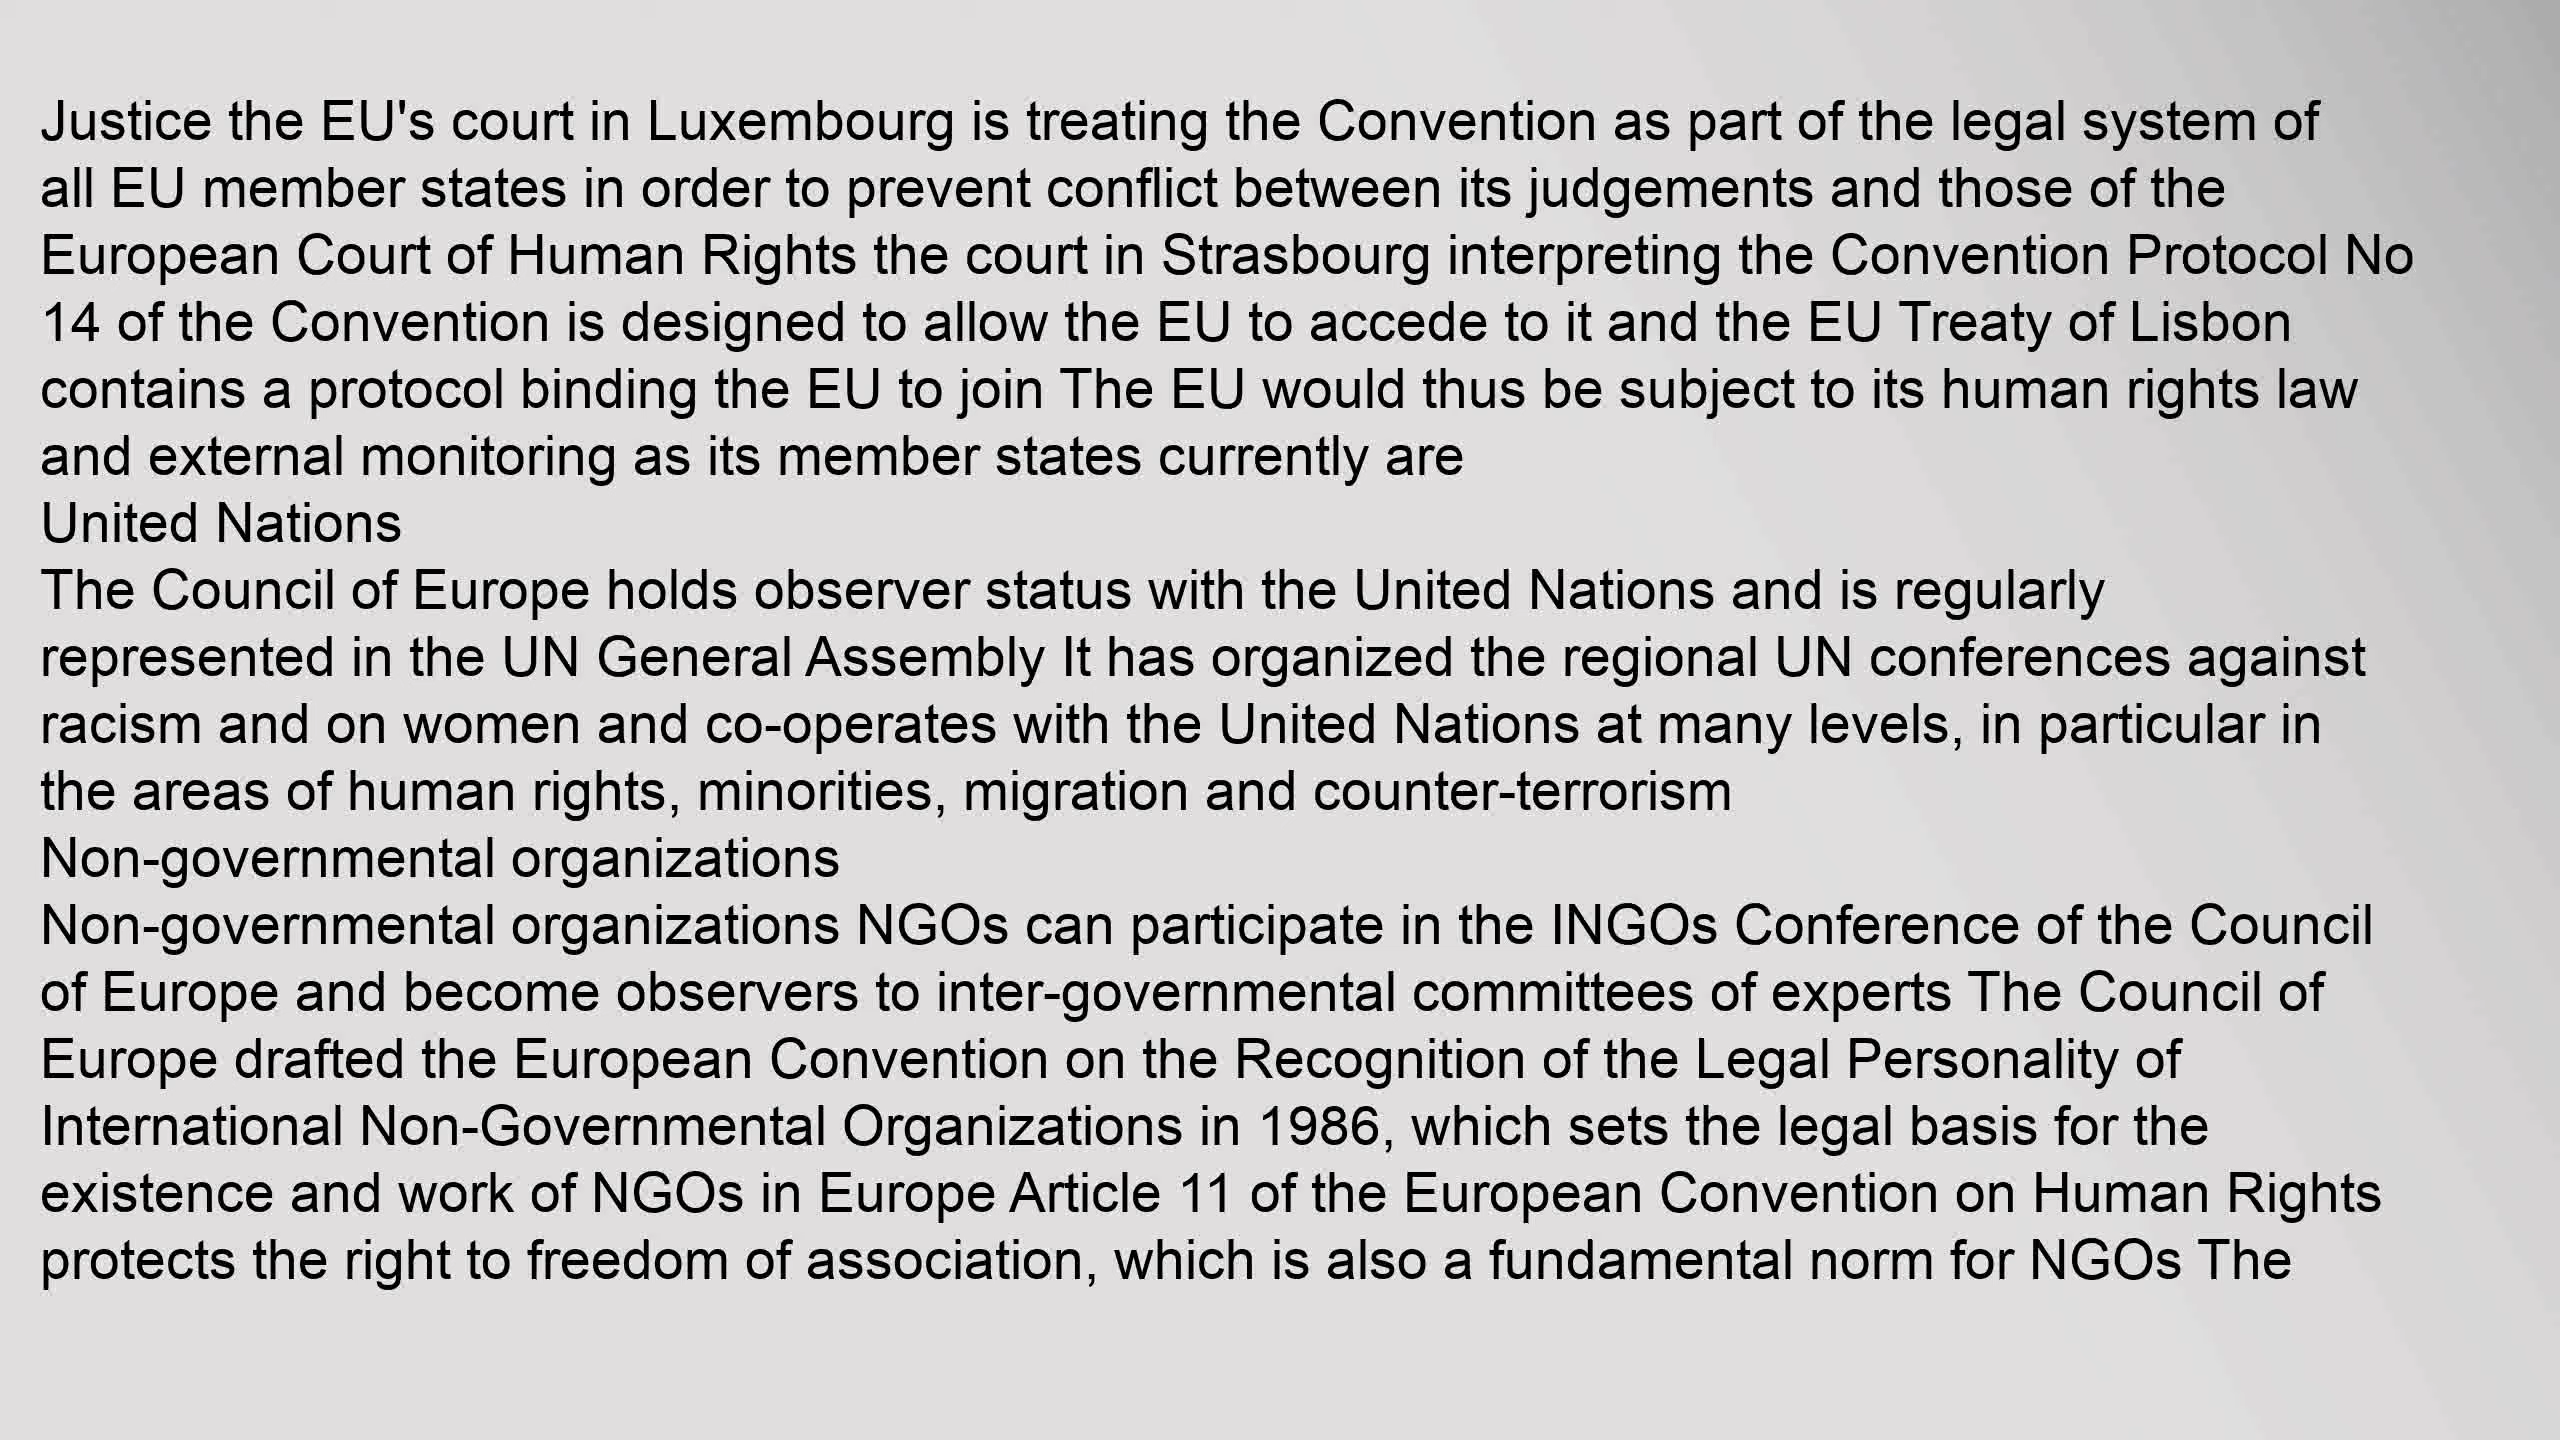 Justice the EU's court in Luxembourg is treating the Convention as part of the legal system of
all EU member states in order to prevent conflict between its judgements and those of the
European Court of Human Rights the court in Strasbourg interpreting the Convention Protocol No
14 of the Convention is designed to allow the EU to accede to it and the EU Treaty of Lisbon
contains a protocol binding the EU to join The EU would thus be subject to its human rights law
and external monitoring as its member states currently are
United Nations
The Council of Europe holds observer status with the United Nations and is regularly
represented in the UN General Assembly It has organized the regional UN conferences against
racism and on women and co-operates with the United Nations at many levels, in particular in
the areas of human rights, minorities, migration and counter-terrorism
Non-governmental organizations
Non-governmental organizations NGOs can participate in the INGOs Conference of the Council
of Europe and become observers to inter-governmental committees of experts The Council of
Europe drafted the European Convention on the Recognition of the Legal Personality of
International Non-Governmental Organizations in 1986, which sets the legal basis for the
existence and work of NGOs in Europe Article 11 of the European Convention on Human Rights
protects the right to freedom of association, which is also a fundamental norm for NGOs The